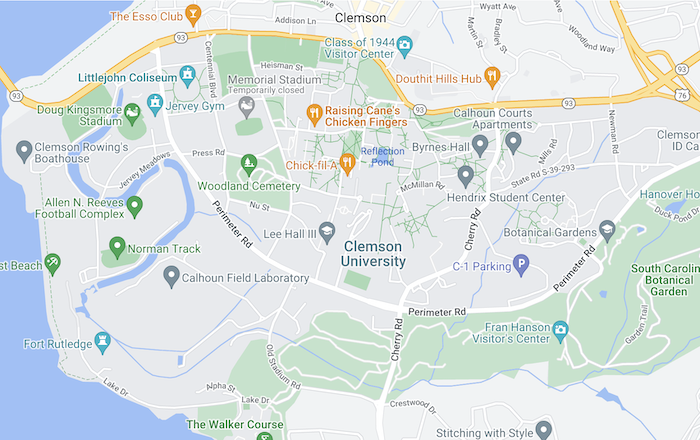 The Esso Club
Addison Ln
Clemson
Wyatt Ave
Martin St
Bradley St
Woodland Way
93
Centennial Blvd
Class of 1944
Visitor Center
93
Heisman St
Littlejohn Coliseum
Memorial Stadium
Temporarily closed
Douthit Hills Hub
76
93
Doug Kingsmore
Stadium
Jervey Gym
Raising Cane's
Chicken Fingers
Calhoun Courts
Apartments
Newman Rd
Clemson
ID Ca
Clemson Rowing's
Boathouse
Press Rd
Jervey Meadows
Reflection
Pond
Byrnes Hall
Mills Rd
Chick-fil-A
Woodland Cemetery
McMillan Rd
State Rd S-39-293
Hanover Ho
Allen N. Reeves
Football Complex
Nu St
Hendrix Student Center
Duck Pond
Perimeter Rd
Lee Hall III
Cherry Rd
Botanical Gardens
Norman Track
Clemson
University
st Beach
C-1 Parking
Perimeter Rd
South Carolin
Botanical
Garden
Calhoun Field Laboratory
Perimeter Rd
Garden Trail
Fran Hanson
Visitor's Center
Fort Rutledge
Old Stadium Rd
Cherry Rd
Lake Dr
Alpha St
Lake Dr
Crestwood Dr
The Walker Course
Stitching with Style